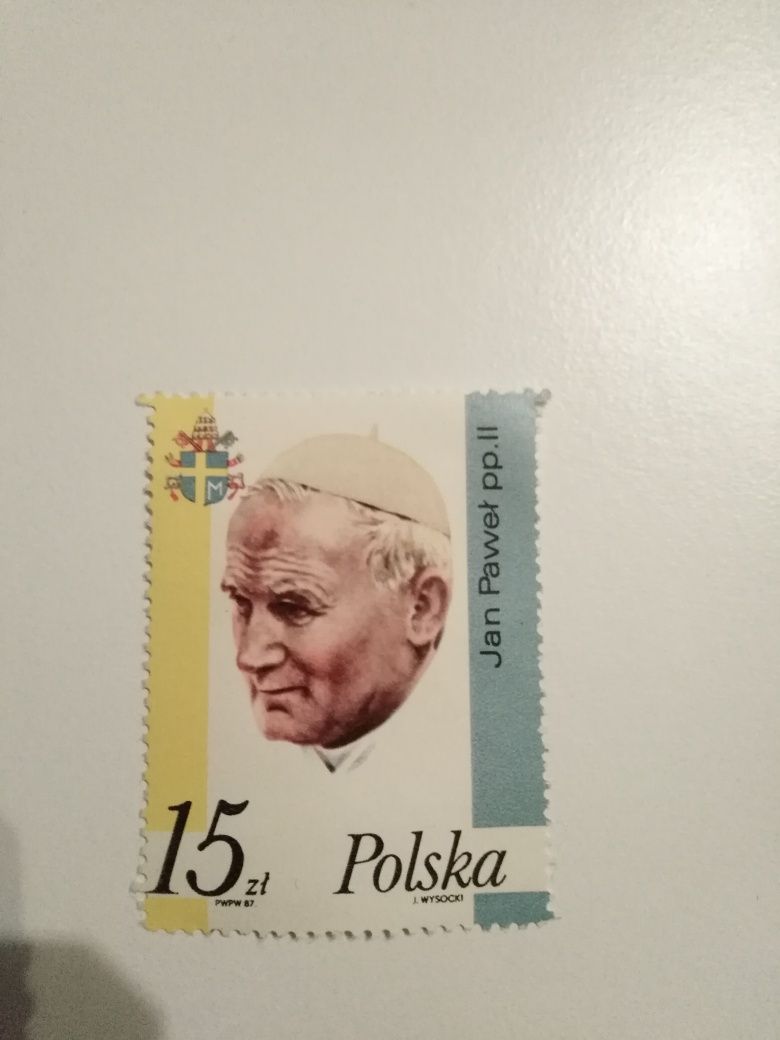 M
Jan Paweł pp.II
15 zł
Polska
PWPW 87.
J. WYSOCKI